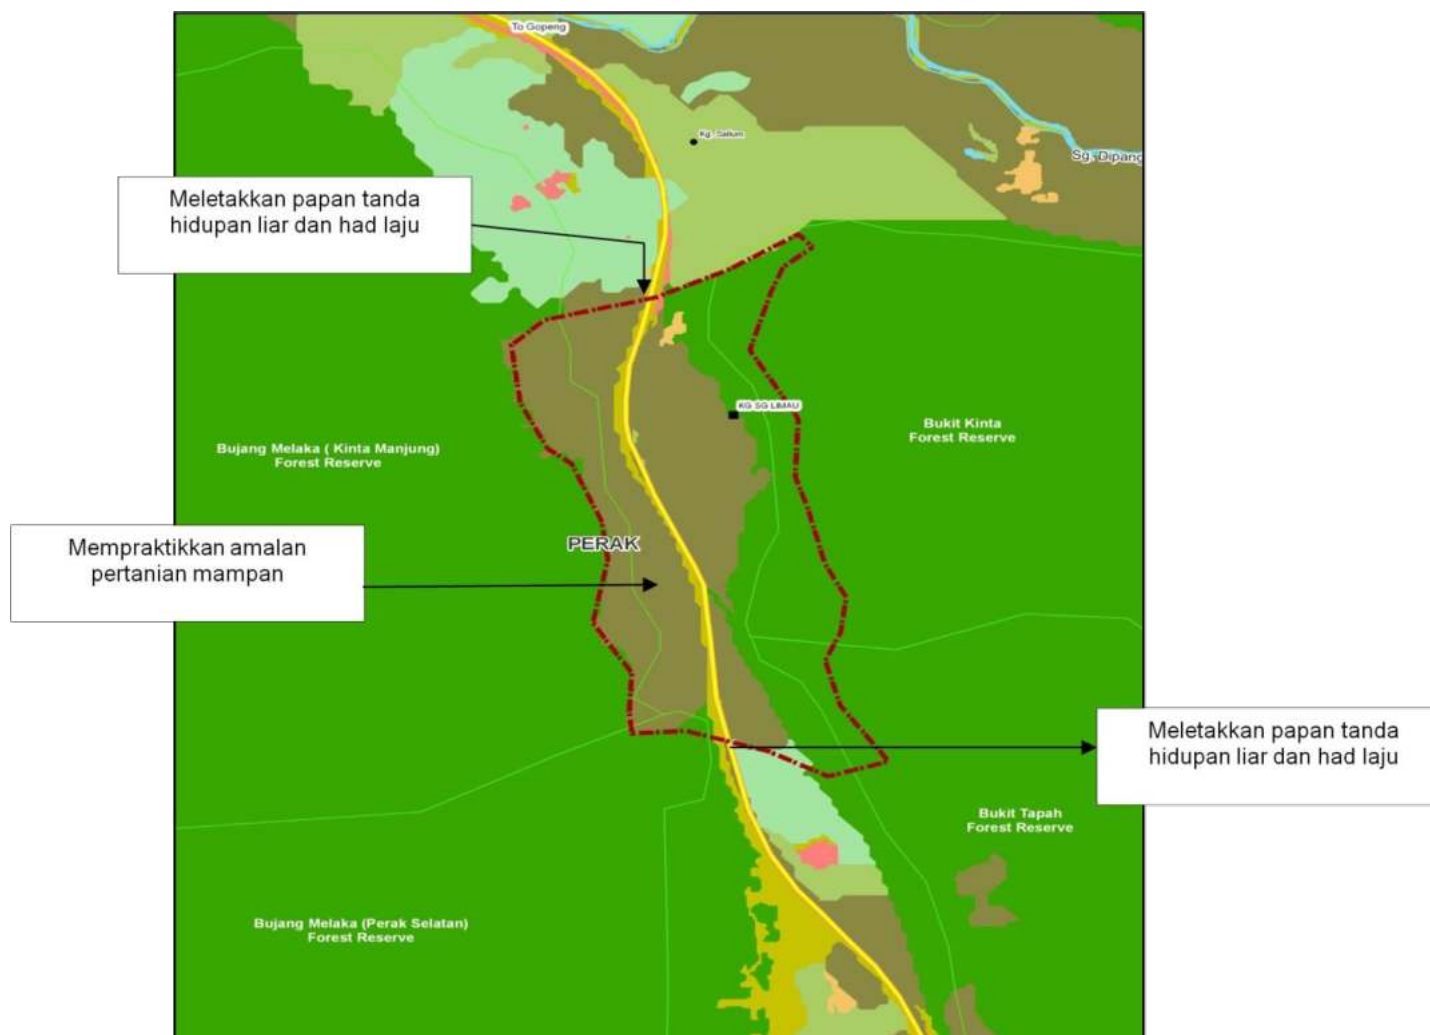 To Gopeng
Kg. Salium
Sg. Dipang
Meletakkan papan tanda
hidupan liar dan had laju
KG SG LIMAU
Bukit Kinta
Forest Reserve
Bujang Melaka ( Kinta Manjung)
Forest Reserve
PERAK
Mempraktikkan amalan
pertanian mampan
Meletakkan papan tanda
hidupan liar dan had laju
Bukit Tapah
Forest Reserve
Bujang Melaka (Perak Selatan)
Forest Reserve